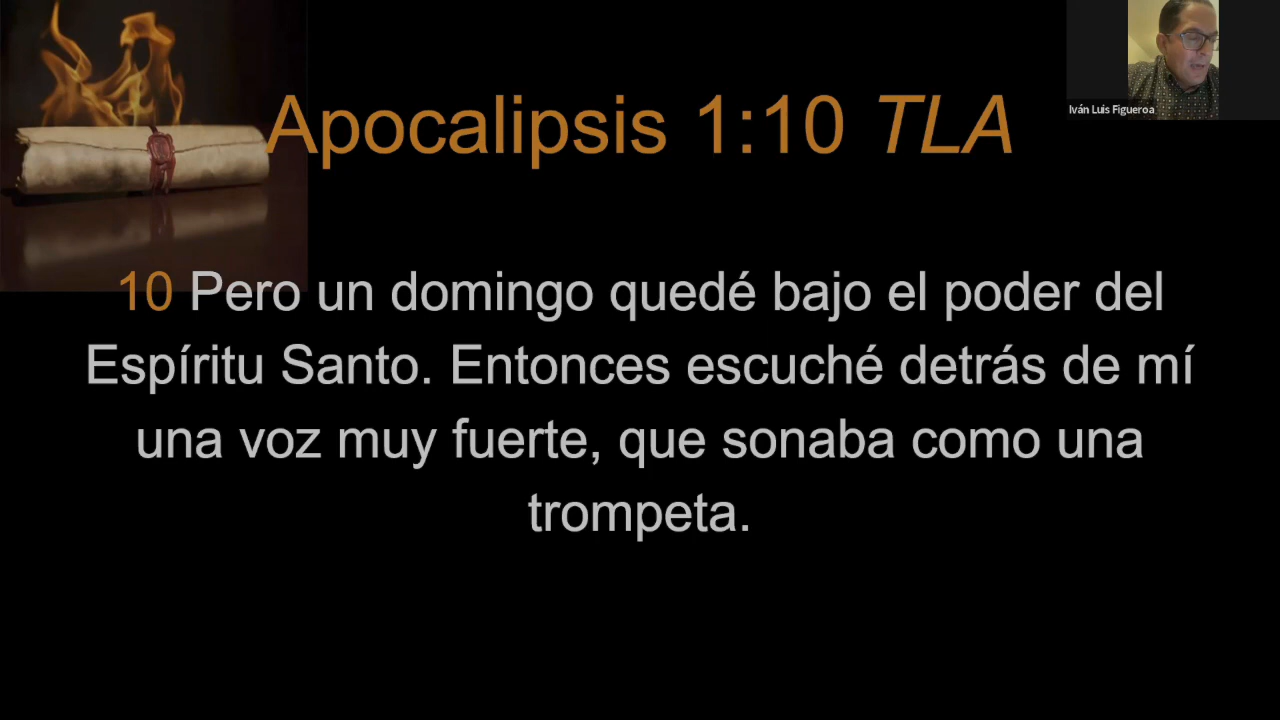 Apocalipsis 1:10 TLA
Iván Luis Figueroa
10 Pero un domingo quedé bajo el poder del
Espíritu Santo. Entonces escuché detrás de mí
una voz muy fuerte, que sonaba como una
trompeta.